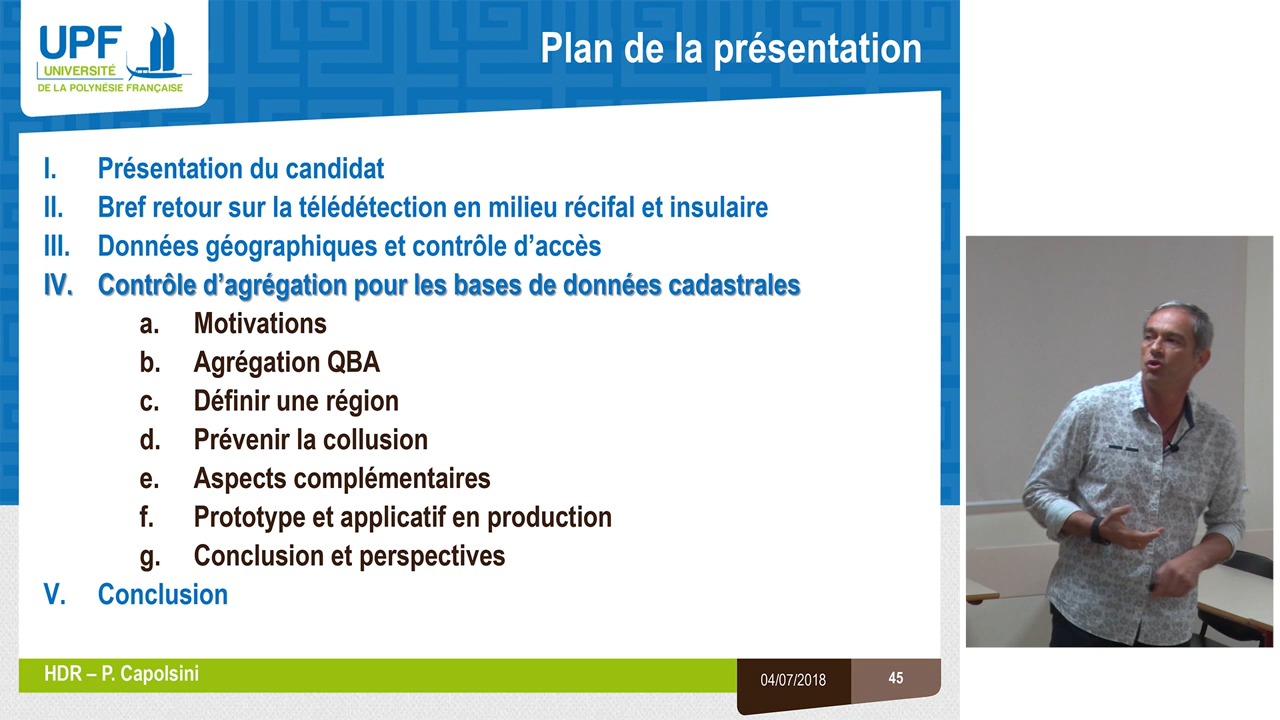 UPF
UNIVERSITÉ
DE LA POLYNÉSIE FRANÇAISE
Plan de la présentation
I. Présentation du candidat
II. Bref retour sur la télédétection en milieu récifal et insulaire
III. Données géographiques et contrôle d’accès
IV. Contrôle d’agrégation pour les bases de données cadastrales
a. Motivations
b. Agrégation QBA
c. Définir une région
d. Prévenir la collusion
e. Aspects complémentaires
f. Prototype et applicatif en production
g. Conclusion et perspectives
V. Conclusion
HDR – P. Capolsini
04/07/2018
45